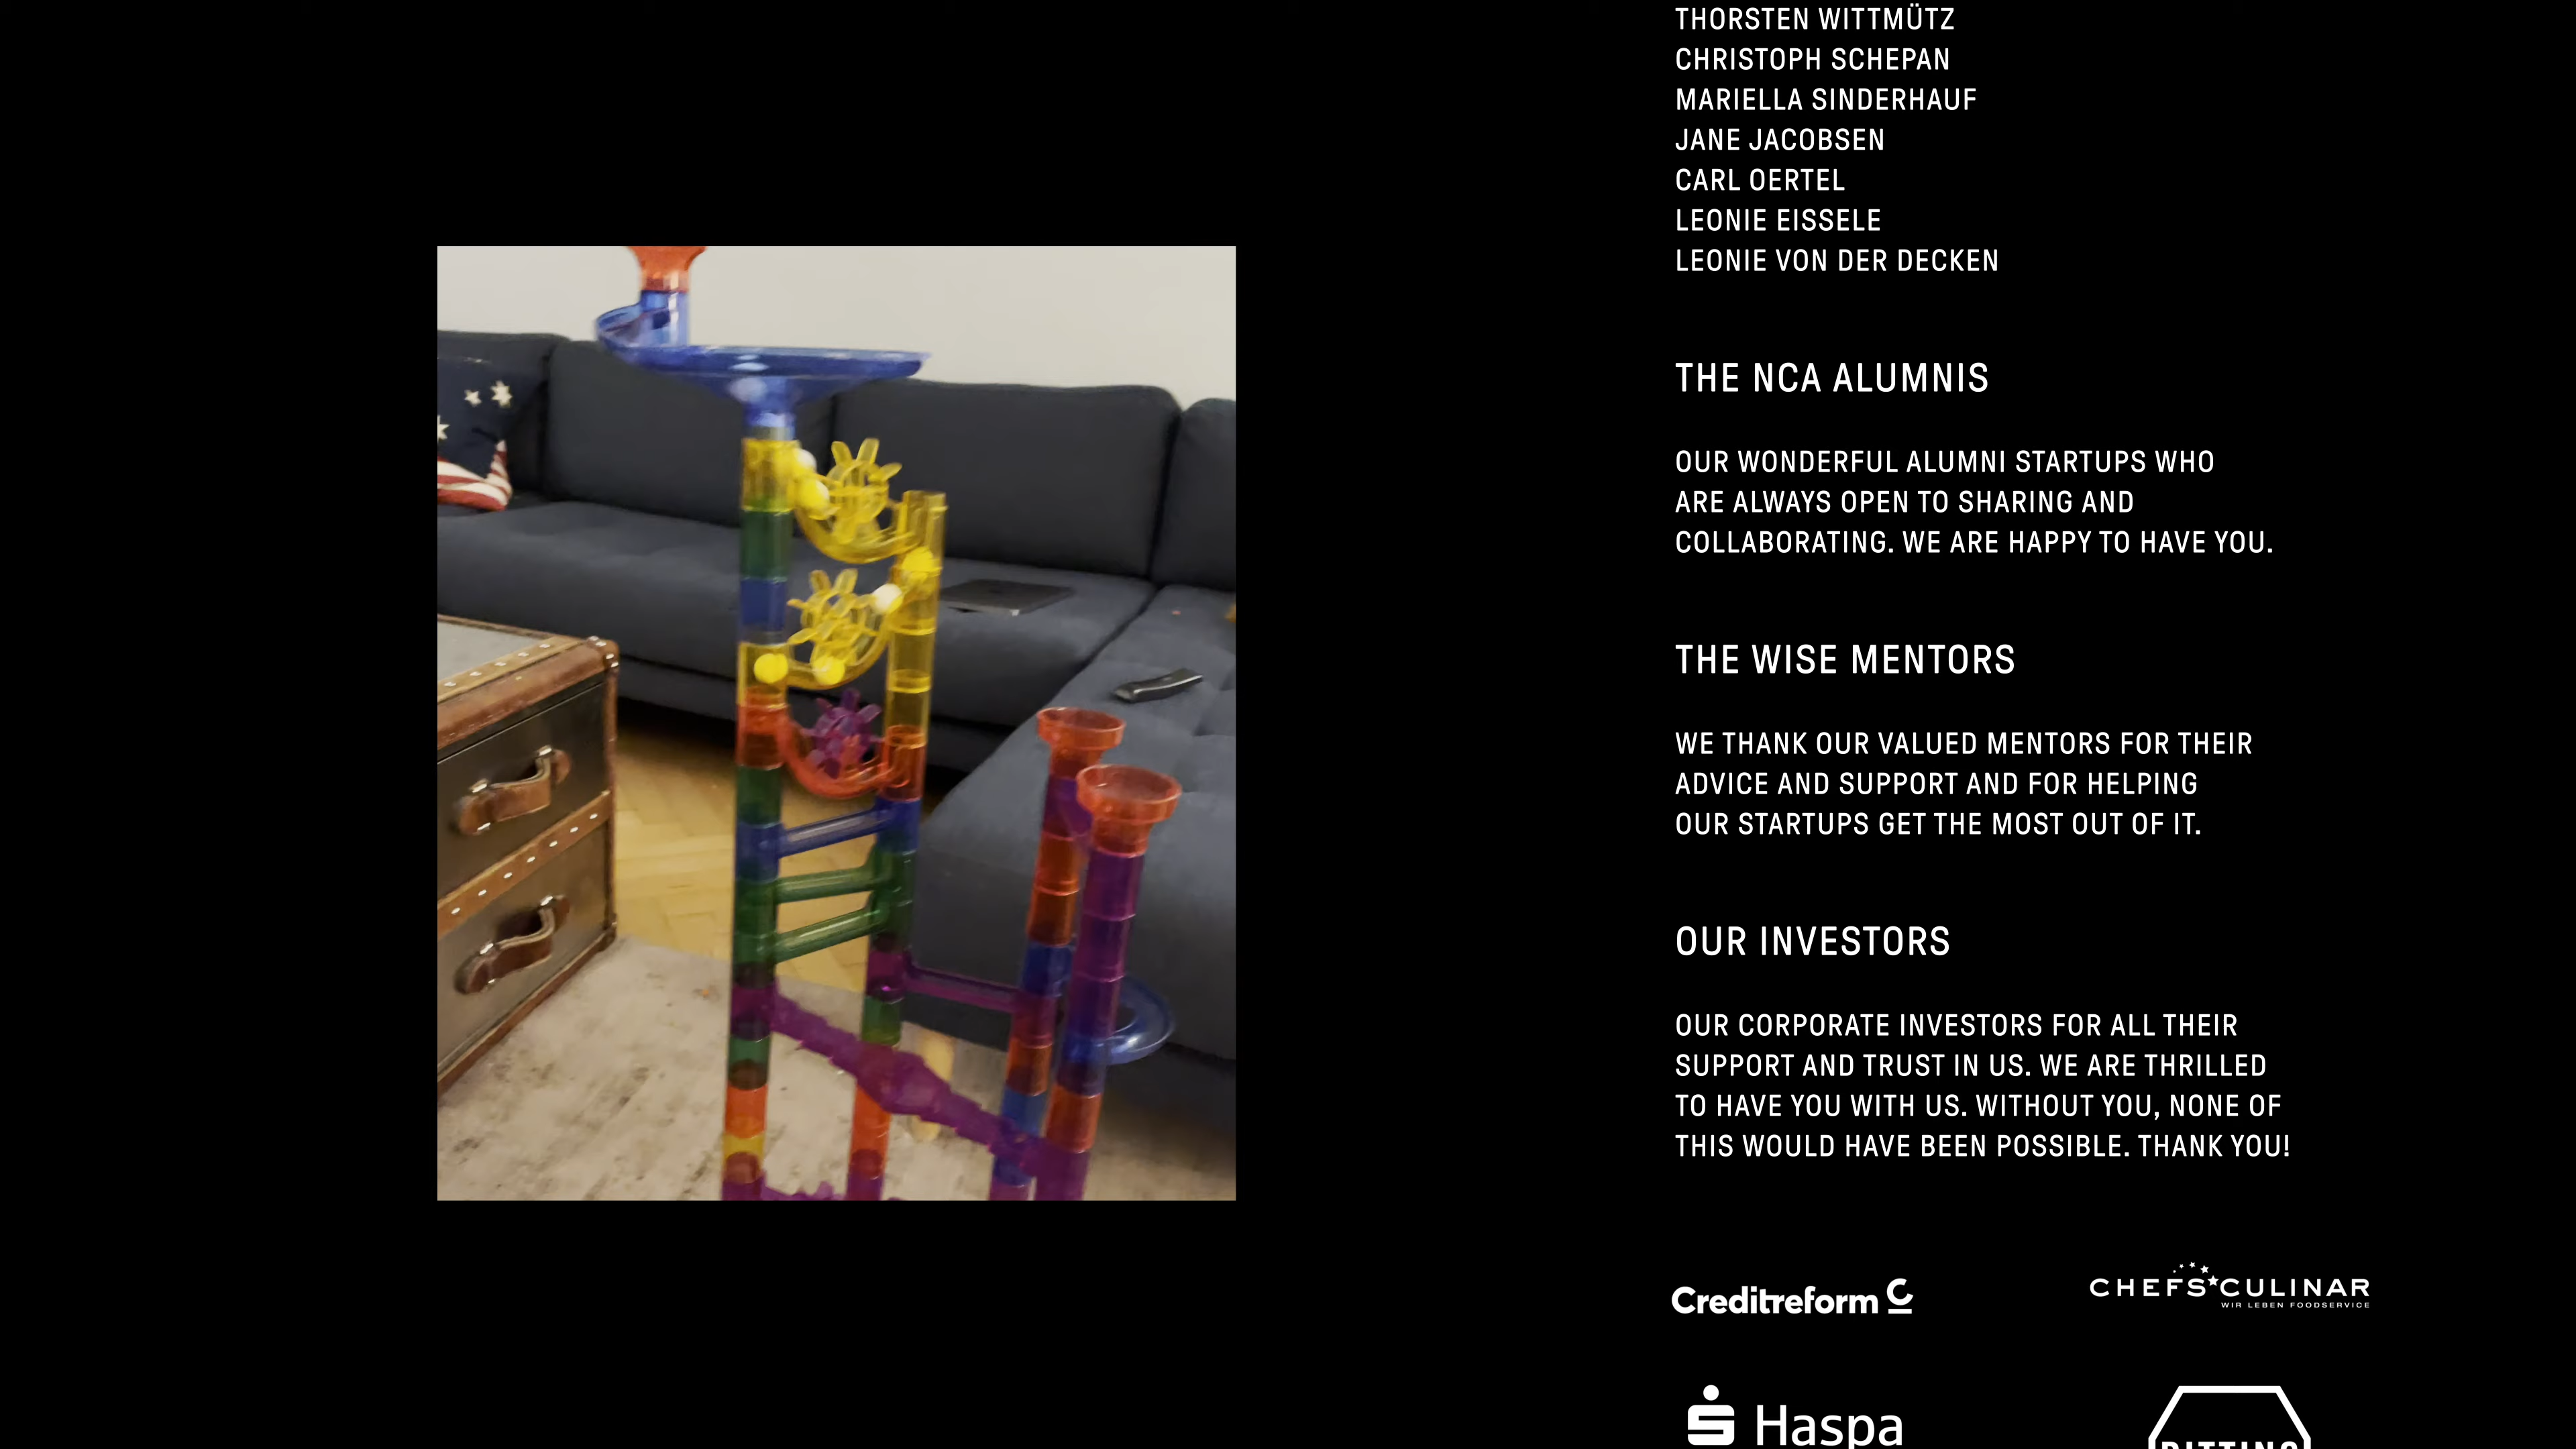 THORSTEN WITTMÜTZ
CHRISTOPH SCHEPAN
MARIELLA SINDERHAUF
JANE JACOBSEN
CARL OERTEL
LEONIE EISSELE
LEONIE VON DER DECKEN
THE NCA ALUMNIS
OUR WONDERFUL ALUMNI STARTUPS WHO
ARE ALWAYS OPEN TO SHARING AND
COLLABORATING. WE ARE HAPPY TO HAVE YOU.
THE WISE MENTORS
WE THANK OUR VALUED MENTORS FOR THEIR
ADVICE AND SUPPORT AND FOR HELPING
OUR STARTUPS GET THE MOST OUT OF IT.
OUR INVESTORS
OUR CORPORATE INVESTORS FOR ALL THEIR
SUPPORT AND TRUST IN US. WE ARE THRILLED
TO HAVE YOU WITH US. WITHOUT YOU, NONE OF
THIS WOULD HAVE BEEN POSSIBLE. THANK YOU!
Creditreform
CHEFS CULINAR
WIR LEBEN FOODSERVICE
Haspa